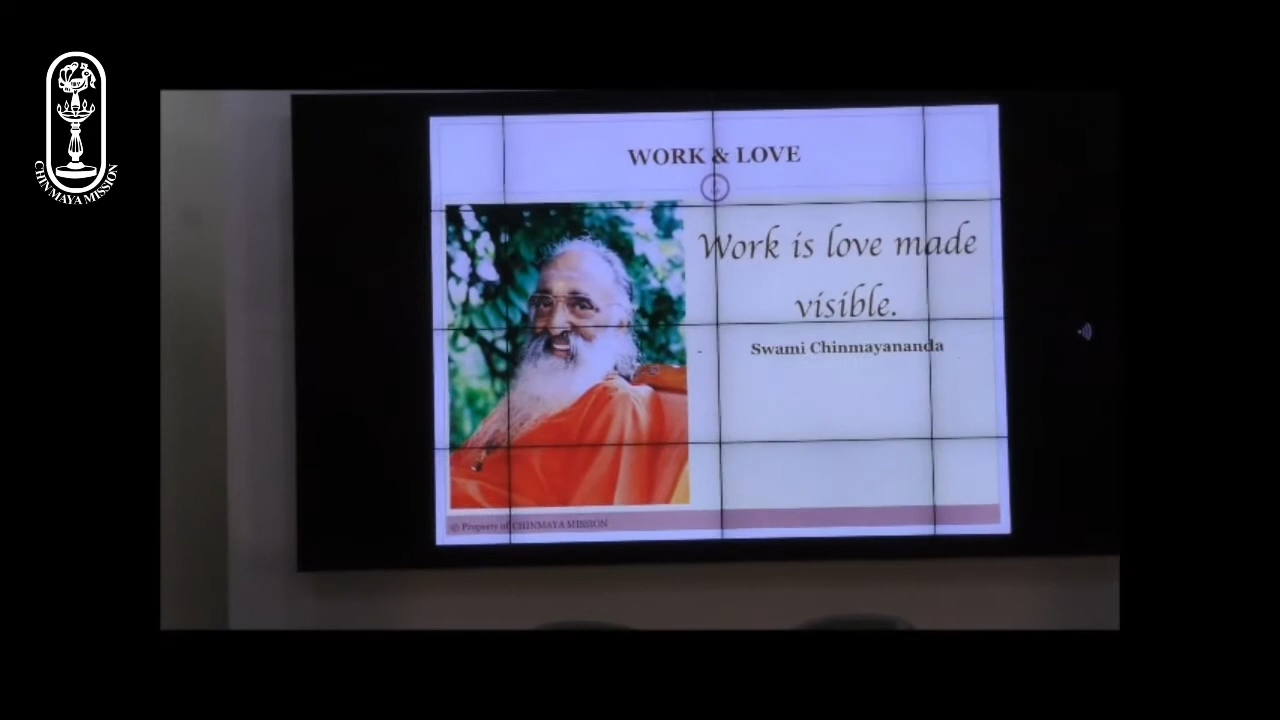 CHINMAYA MISSION
WORK & LOVE
Work is love made
visible.
Swami Chinmayananda
© Property of CHINMAYA MISSION